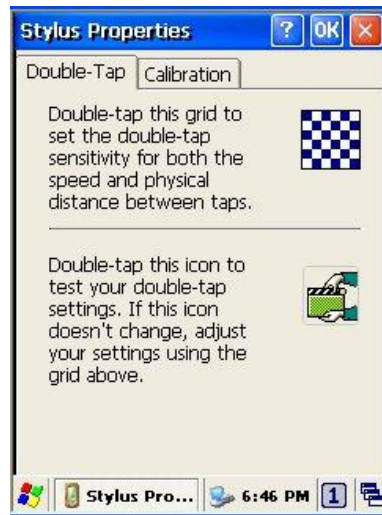 Stylus Properties ? OK
Double-Tap Calibration
Double-tap this grid to
set the double-tap
sensitivity for both the
speed and physical
distance between taps.
Double-tap this icon to
test your double-tap
settings. If this icon
doesn't change, adjust
your settings using the
grid above.
Stylus Pro... 6:46 PM 1